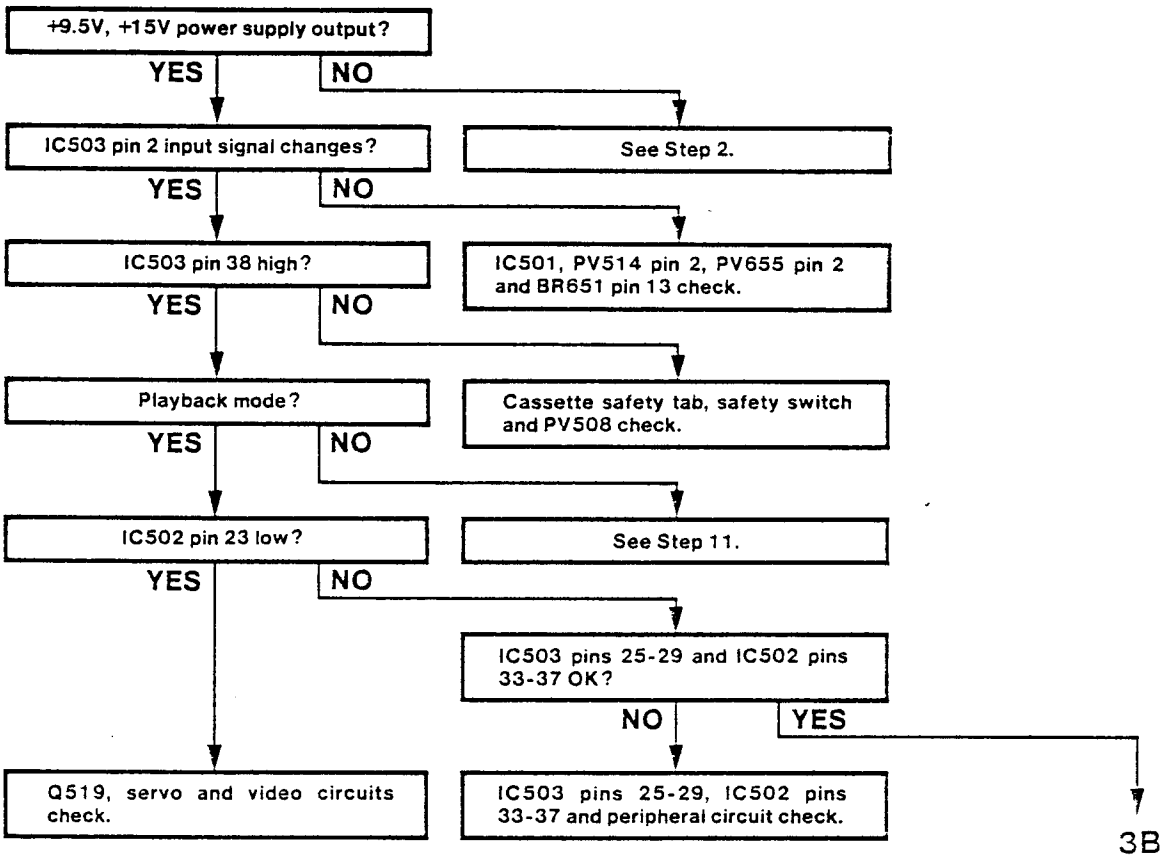 +9.5V, +15V power supply output?
YES NO
IC503 pin 2 input signal changes?
See Step 2.
YES NO
IC503 pin 38 high?
IC501, PV514 pin 2, PV655 pin 2
and BR651 pin 13 check.
YES NO
Playback mode?
Cassette safety tab, safety switch
and PV508 check.
YES NO
IC502 pin 23 low?
See Step 11.
YES NO
IC503 pins 25-29 and IC502 pins
33-37 OK?
NO YES
Q519, servo and video circuits
check.
IC503 pins 25-29, IC502 pins
33-37 and peripheral circuit check.
3B